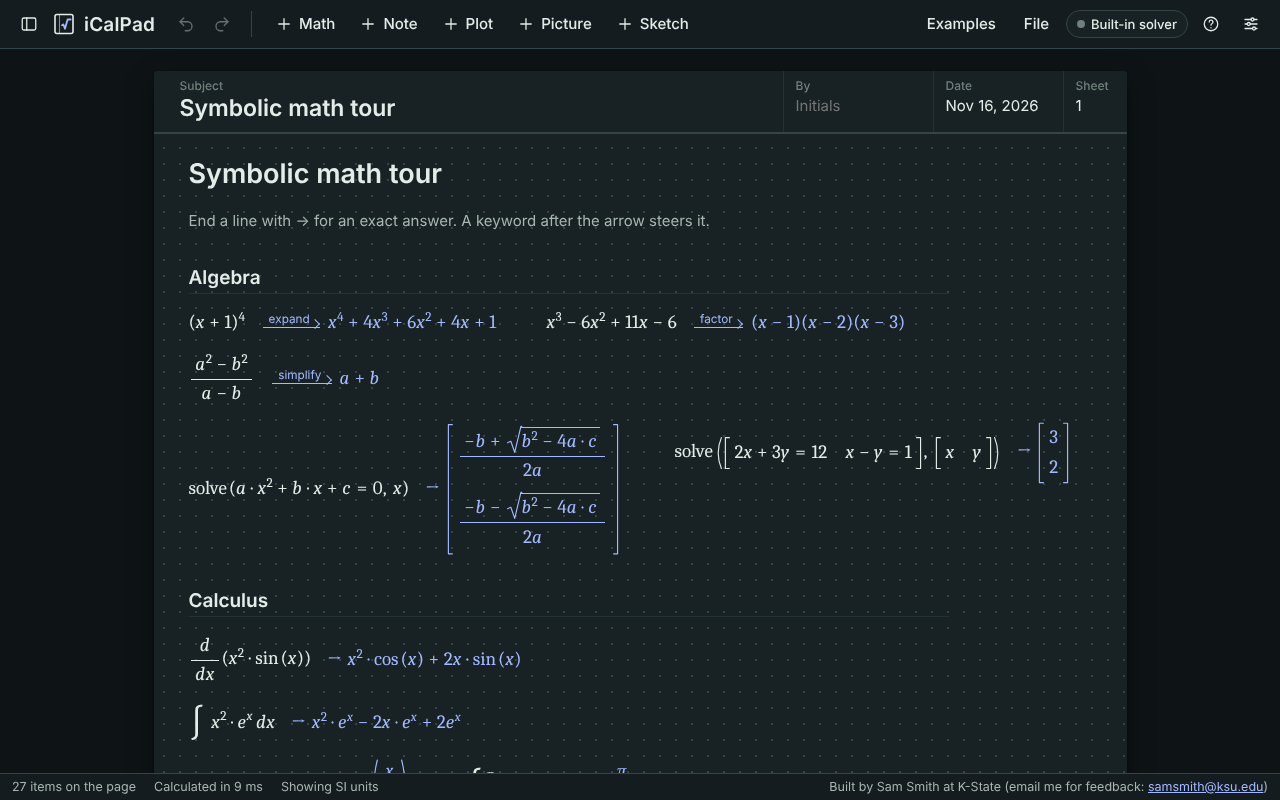 iCalPad
Math Note Plot Picture Sketch
Examples File Built-in solver
Subject
Symbolic math tour
By
Initials
Date
Nov 16, 2026
Sheet
1
Symbolic math tour
End a line with → for an exact answer. A keyword after the arrow steers it.
Algebra
(x + 1)⁴ expand→ x⁴ + 4x³ + 6x² + 4x + 1
x³ − 6x² + 11x − 6 factor→ (x − 1)(x − 2)(x − 3)
(a² − b²)/(a − b) simplify→ a + b
solve(a · x² + b · x + c = 0, x) → [(−b + √(b² − 4a · c))/(2a)
(−b − √(b² − 4a · c))/(2a)]
solve([2x + 3y = 12 x − y = 1], [x y]) → [3
2]
Calculus
d/dx (x² · sin(x)) → x² · cos(x) + 2x · sin(x)
∫ x² · eˣ dx → x² · eˣ − 2x · eˣ + 2eˣ
27 items on the page Calculated in 9 ms Showing SI units
Built by Sam Smith at K-State (email me for feedback: samsmith@ksu.edu)